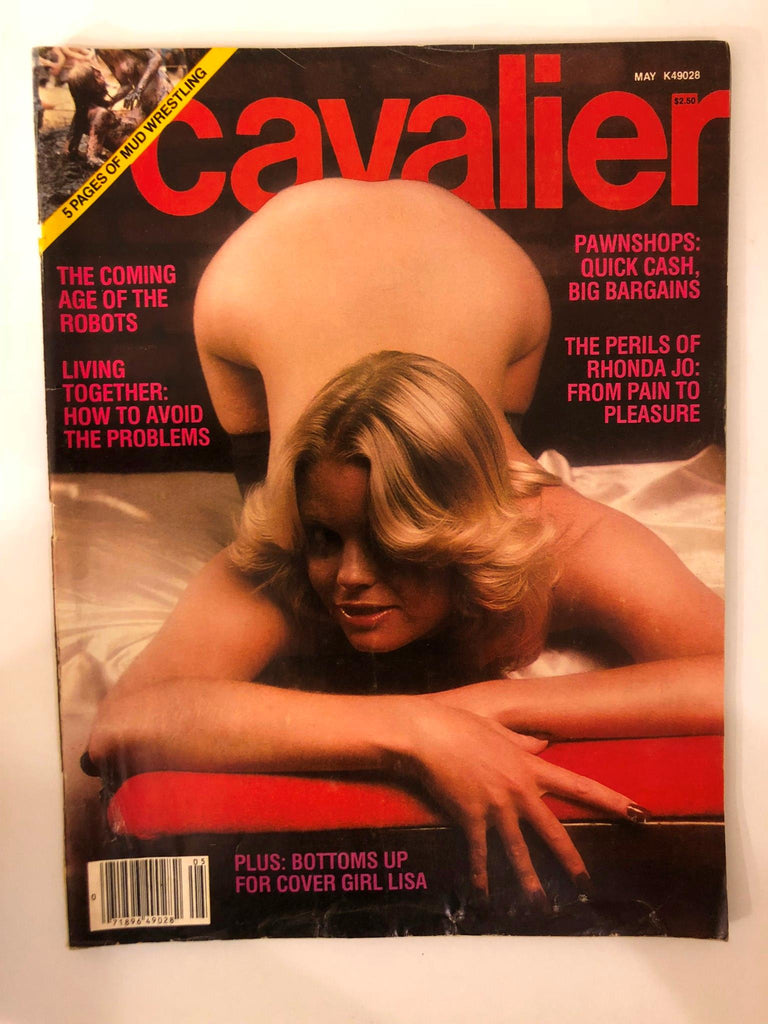 5 PAGES OF MUD WRESTLING
MAY K49028
$2.50
cavalier
THE COMING
AGE OF THE
ROBOTS
LIVING
TOGETHER:
HOW TO AVOID
THE PROBLEMS
PAWNSHOPS:
QUICK CASH,
BIG BARGAINS
THE PERILS OF
RHONDA JO:
FROM PAIN TO
PLEASURE
PLUS: BOTTOMS UP
FOR COVER GIRL LISA
05
0
71896 49028